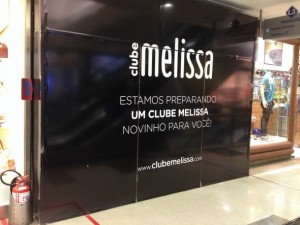 clube melissa
ESTAMOS PREPARANDO
UM CLUBE MELISSA
NOVINHO PARA VOCÊ!
www.clubemelissa.com